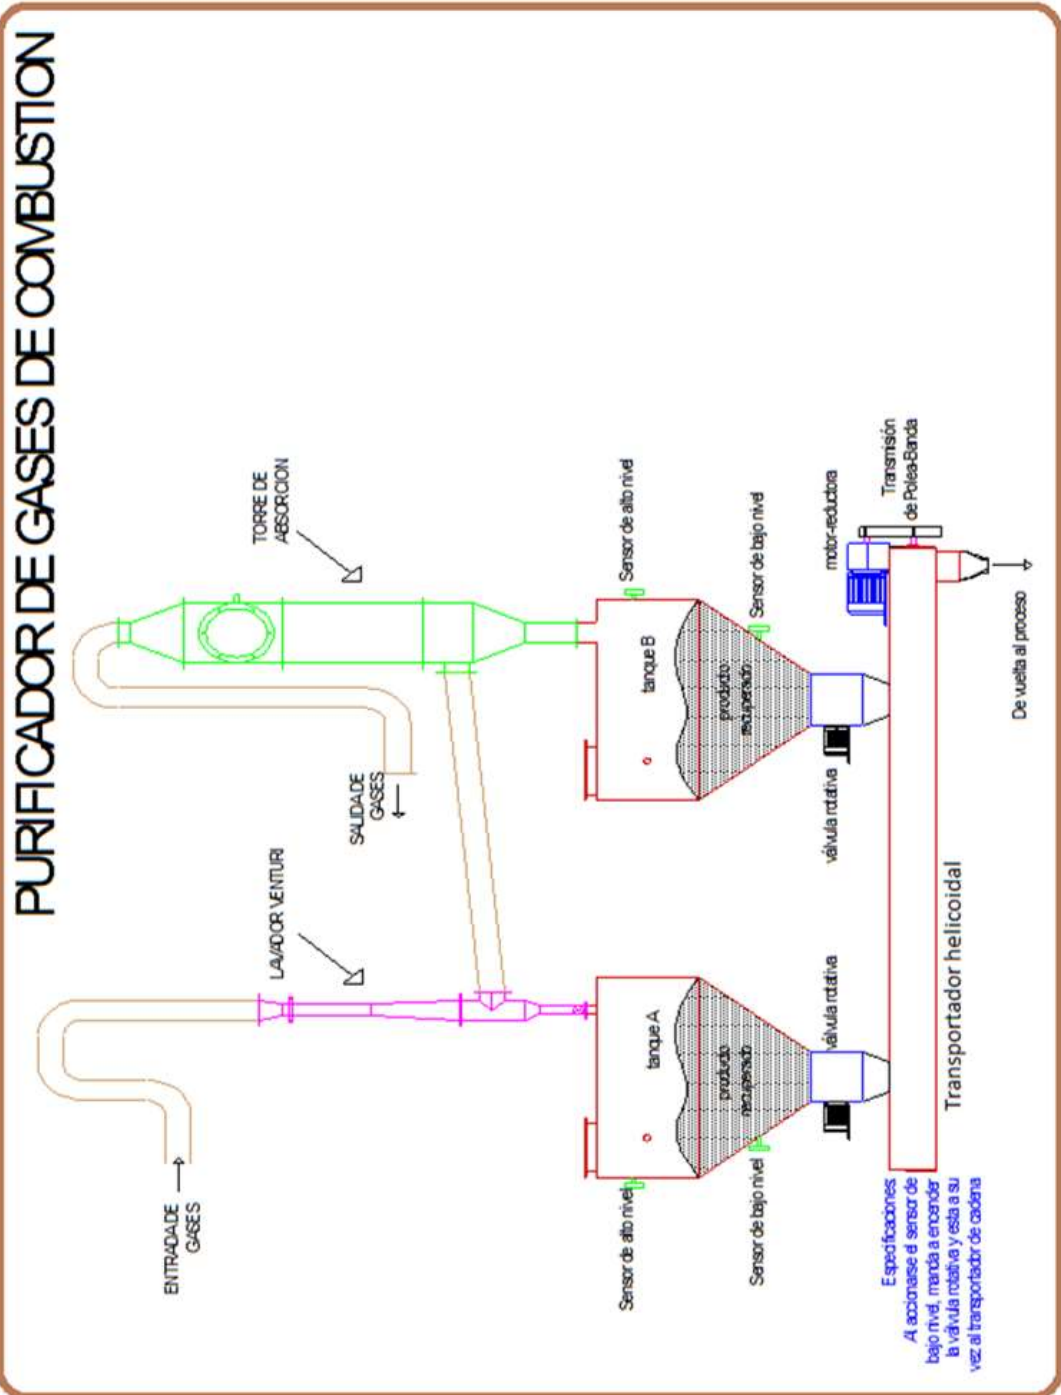 PURIFICADOR DE GASES DE COMBUSTION
ENTRADA DE
GASES
LAVADOR VENTURI
SALIDA DE
GASES
TORRE DE
ABSORCION
Sensor de alto nivel
tanque A
producto
recuperado
Sensor de bajo nivel
válvula rotativa
tanque B
Sensor de alto nivel
producto
recuperado
Sensor de bajo nivel
válvula rotativa
motor-reductora
Transmisión
de Polea-Banda
Transportador helicoidal
De vuelta al proceso
Especificaciones:
Al accionarse el sensor de
bajo nivel, manda a encender
la válvula rotativa y esta a su
vez al transportador de cadena